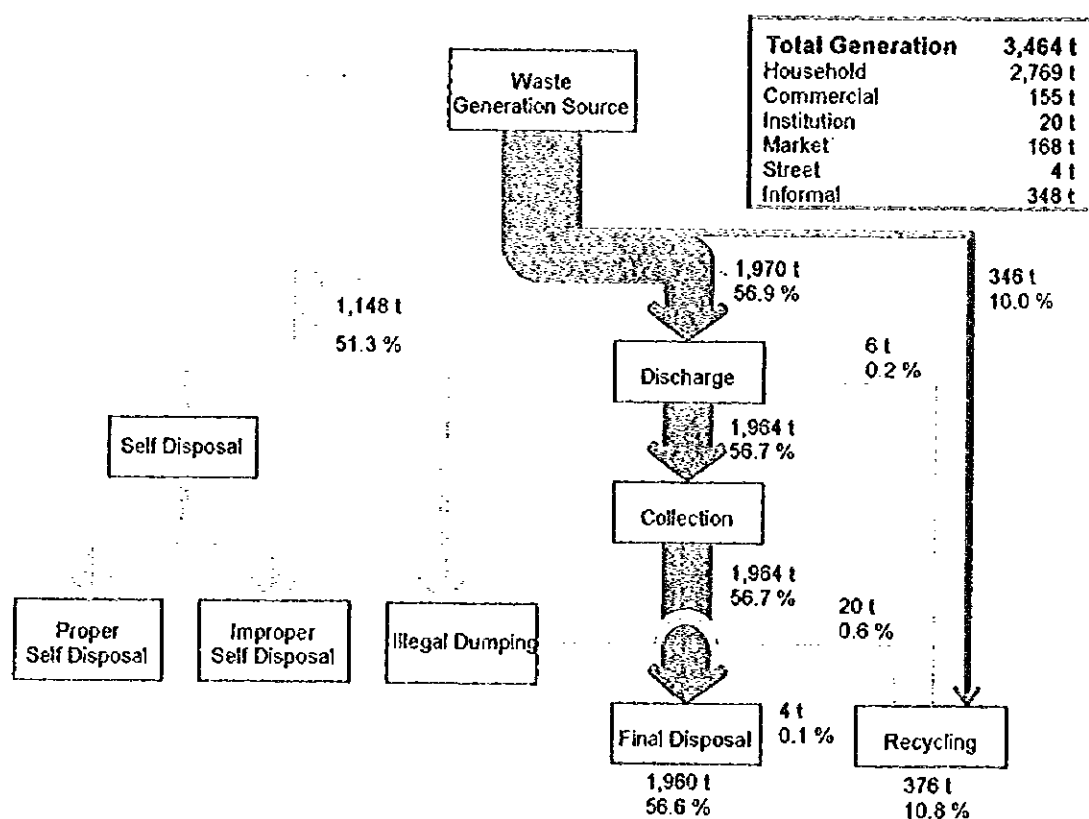 Waste
Generation Source
Total Generation 3,464 t
Household 2,769 t
Commercial 155 t
Institution 20 t
Market 168 t
Street 4 t
Informal 348 t
1,970 t
56.9 %
346 t
10.0 %
1,148 t
51.3 %
Discharge
6 t
0.2 %
Self Disposal
1,964 t
56.7 %
Collection
1,964 t
56.7 %
20 t
0.6 %
Proper
Self Disposal
Improper
Self Disposal
Illegal Dumping
Final Disposal
4 t
0.1 %
Recycling
1,960 t
56.6 %
376 t
10.8 %